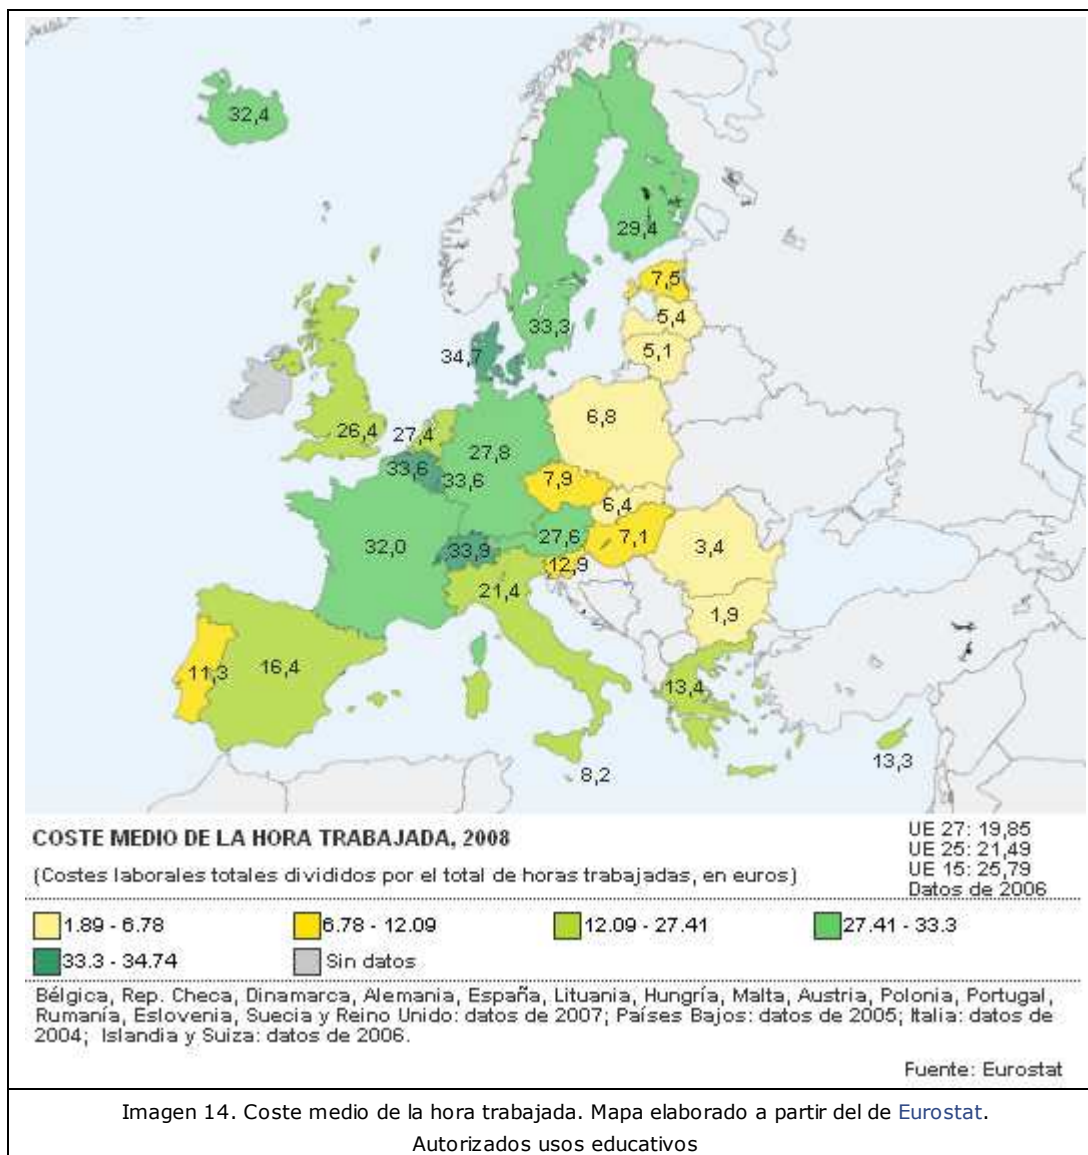 32,4
29,4
7,5
33,3
5,4
34,7
5,1
6,8
26,4
27,4
27,8
33,6
33,6
7,9
6,4
32,0
33,9
27,6
7,1
3,4
12,9
21,4
1,9
11,3
16,4
13,4
8,2
13,3
COSTE MEDIO DE LA HORA TRABAJADA, 2008
(Costes laborales totales divididos por el total de horas trabajadas, en euros)
UE 27: 19,85
UE 25: 21,49
UE 15: 25,79
Datos de 2006
1.89 - 6.78
6.78 - 12.09
12.09 - 27.41
27.41 - 33.3
33.3 - 34.74
Sin datos
Bélgica, Rep. Checa, Dinamarca, Alemania, España, Lituania, Hungría, Malta, Austria, Polonia, Portugal,
Rumanía, Eslovenia, Suecia y Reino Unido: datos de 2007; Países Bajos: datos de 2005; Italia: datos de
2004; Islandia y Suiza: datos de 2006.
Fuente: Eurostat
Imagen 14. Coste medio de la hora trabajada. Mapa elaborado a partir del de Eurostat.
Autorizados usos educativos